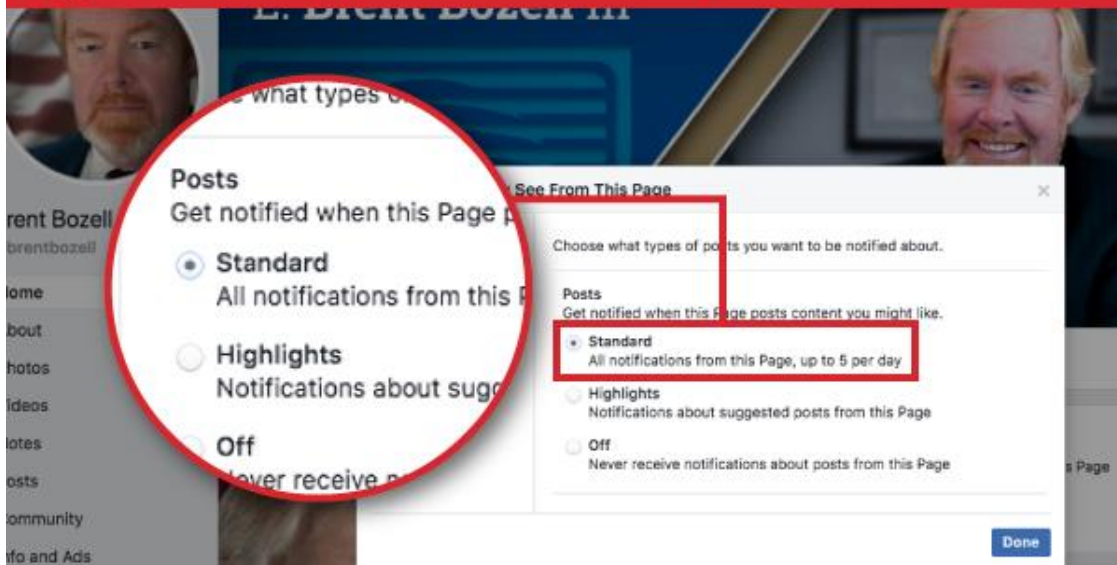 L. Brent Bozell III
what types
Posts
Get notified when this Page
Standard
All notifications from this
Highlights
Notifications about
Off
receive
rent Bozell
brentbozell
ome
bout
hotos
ideos
otes
osts
ommunity
nfo and Ads
See From This Page
×
Choose what types of posts you want to be notified about.
Posts
Get notified when this Page posts content you might like.
Standard
All notifications from this Page, up to 5 per day
Highlights
Notifications about suggested posts from this Page
Off
Never receive notifications about posts from this Page
s Page
Done